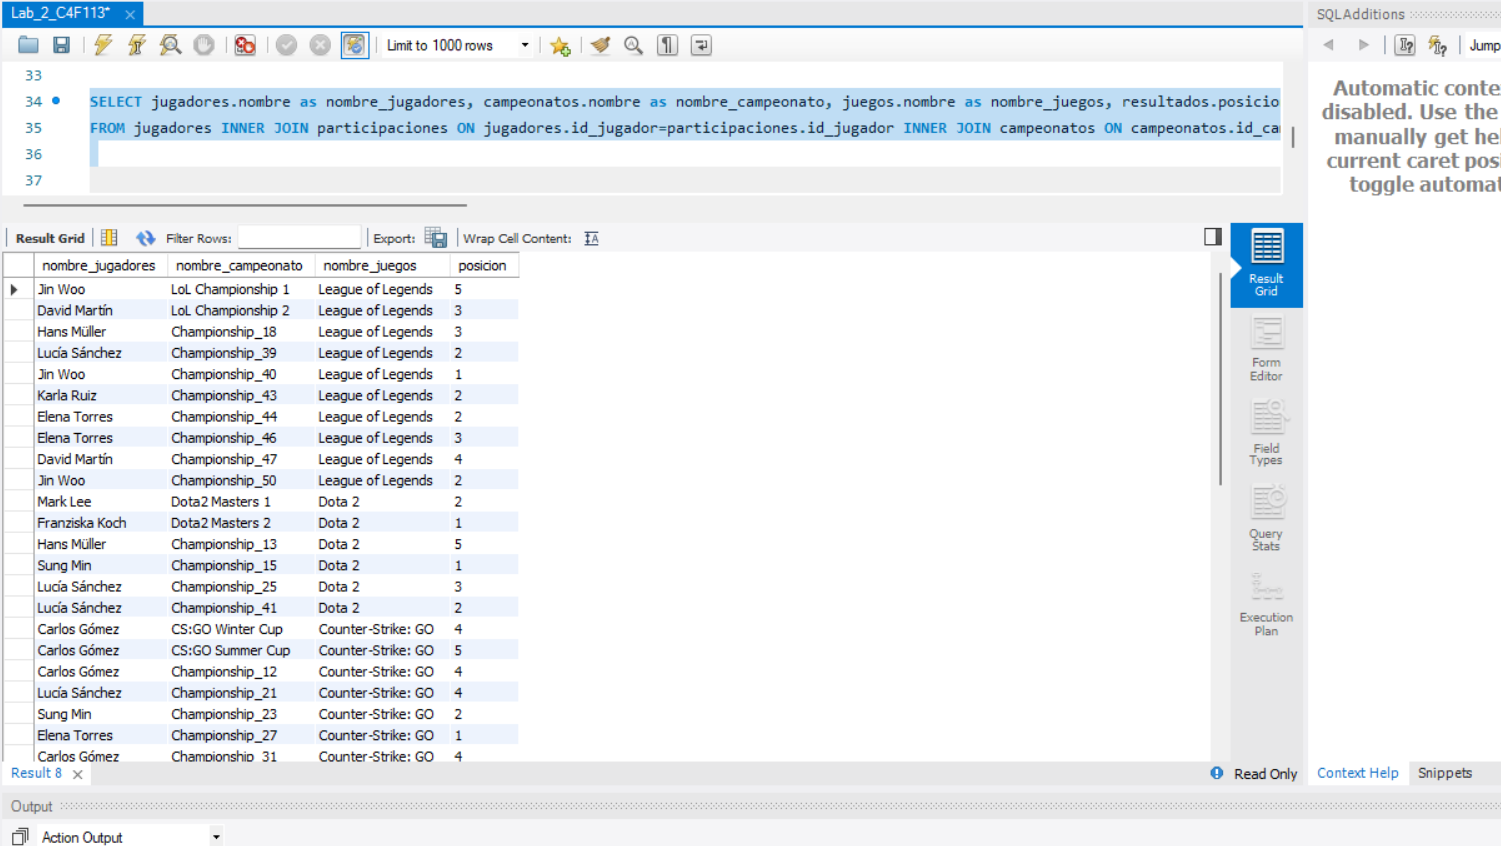 Lab_2_C4F113*
SQLAdditions
Limit to 1000 rows
Jump
33
34 SELECT jugadores.nombre as nombre_jugadores, campeonatos.nombre as nombre_campeonato, juegos.nombre as nombre_juegos, resultados.posicio
35 FROM jugadores INNER JOIN participaciones ON jugadores.id_jugador=participaciones.id_jugador INNER JOIN campeonatos ON campeonatos.id_ca
36
37
Automatic conte
disabled. Use the
manually get hel
current caret posi
toggle automat
Result Grid Filter Rows: Export: Wrap Cell Content:
nombre_jugadores nombre_campeonato nombre_juegos posicion
Jin Woo LoL Championship 1 League of Legends 5
David Martín LoL Championship 2 League of Legends 3
Hans Müller Championship_18 League of Legends 3
Lucía Sánchez Championship_39 League of Legends 2
Jin Woo Championship_40 League of Legends 1
Karla Ruiz Championship_43 League of Legends 2
Elena Torres Championship_44 League of Legends 2
Elena Torres Championship_46 League of Legends 3
David Martín Championship_47 League of Legends 4
Jin Woo Championship_50 League of Legends 2
Mark Lee Dota2 Masters 1 Dota 2 2
Franziska Koch Dota2 Masters 2 Dota 2 1
Hans Müller Championship_13 Dota 2 5
Sung Min Championship_15 Dota 2 1
Lucía Sánchez Championship_25 Dota 2 3
Lucía Sánchez Championship_41 Dota 2 2
Carlos Gómez CS:GO Winter Cup Counter-Strike: GO 4
Carlos Gómez CS:GO Summer Cup Counter-Strike: GO 5
Carlos Gómez Championship_12 Counter-Strike: GO 4
Lucía Sánchez Championship_21 Counter-Strike: GO 4
Sung Min Championship_23 Counter-Strike: GO 2
Elena Torres Championship_27 Counter-Strike: GO 1
Carlos Gómez Championship_31 Counter-Strike: GO 4
Result
Grid
Form
Editor
Field
Types
Query
Stats
Execution
Plan
Result 8
Read Only
Context Help
Snippets
Output
Action Output